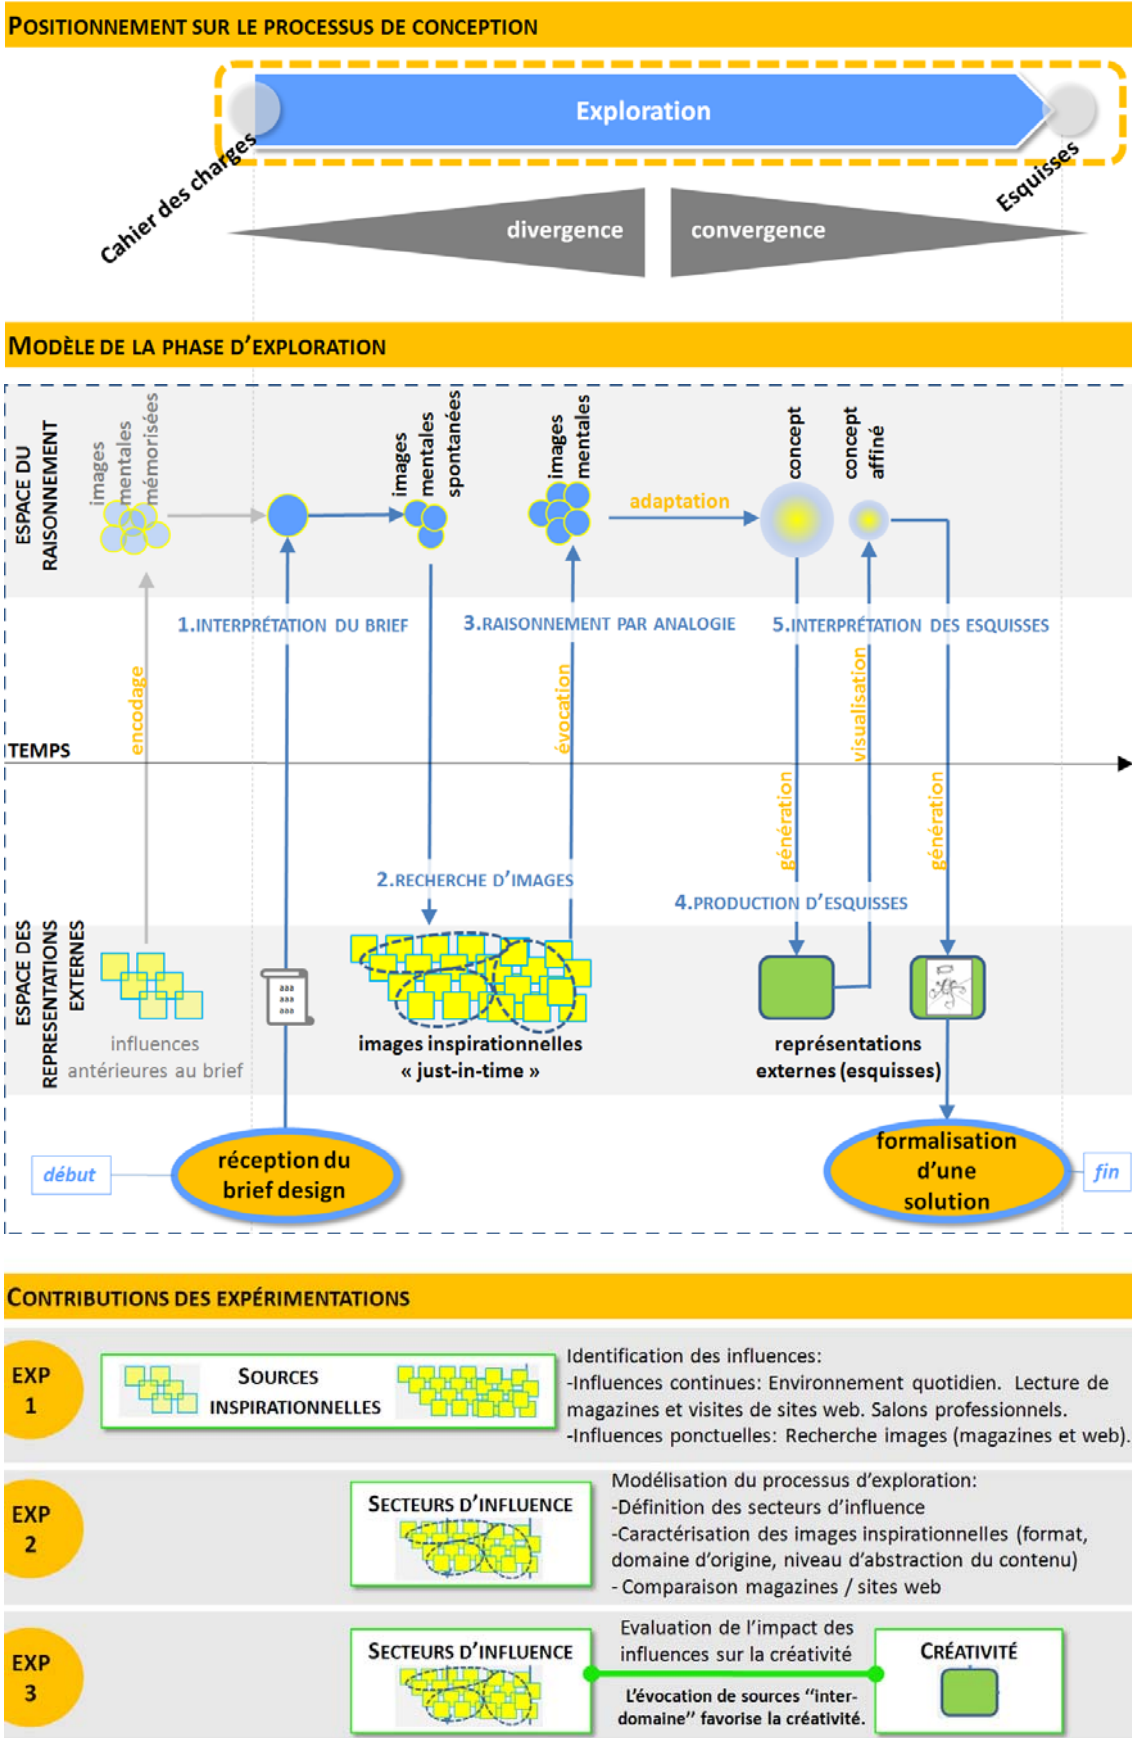 POSITIONNEMENT SUR LE PROCESSUS DE CONCEPTION
Exploration
Cahier des charges
Esquisses
divergence
convergence
MODÈLE DE LA PHASE D'EXPLORATION
ESPACE DU
RAISONNEMENT
images
mentales
mémorisées
images
mentales
spontanées
images
mentales
adaptation
concept
concept
affiné
1.INTERPRÉTATION DU BRIEF
3.RAISONNEMENT PAR ANALOGIE
5.INTERPRÉTATION DES ESQUISSES
encodage
évocation
visualisation
TEMPS
génération
génération
2.RECHERCHE D'IMAGES
4.PRODUCTION D'ESQUISSES
ESPACE DES
REPRESENTATIONS
EXTERNES
aaa
aaa
aaa
influences
antérieures au brief
images inspirationnelles
« just-in-time »
représentations
externes (esquisses)
début
réception du
brief design
formalisation
d'une
solution
fin
CONTRIBUTIONS DES EXPÉRIMENTATIONS
EXP
1
SOURCES
INSPIRATIONNELLES
Identification des influences:
-Influences continues: Environnement quotidien. Lecture de
magazines et visites de sites web. Salons professionnels.
-Influences ponctuelles: Recherche images (magazines et web).
EXP
2
SECTEURS D'INFLUENCE
Modélisation du processus d'exploration:
-Définition des secteurs d'influence
-Caractérisation des images inspirationnelles (format,
domaine d'origine, niveau d'abstraction du contenu)
- Comparaison magazines / sites web
EXP
3
SECTEURS D'INFLUENCE
Evaluation de l'impact des
influences sur la créativité
L'évocation de sources "inter-
domaine" favorise la créativité.
CRÉATIVITÉ